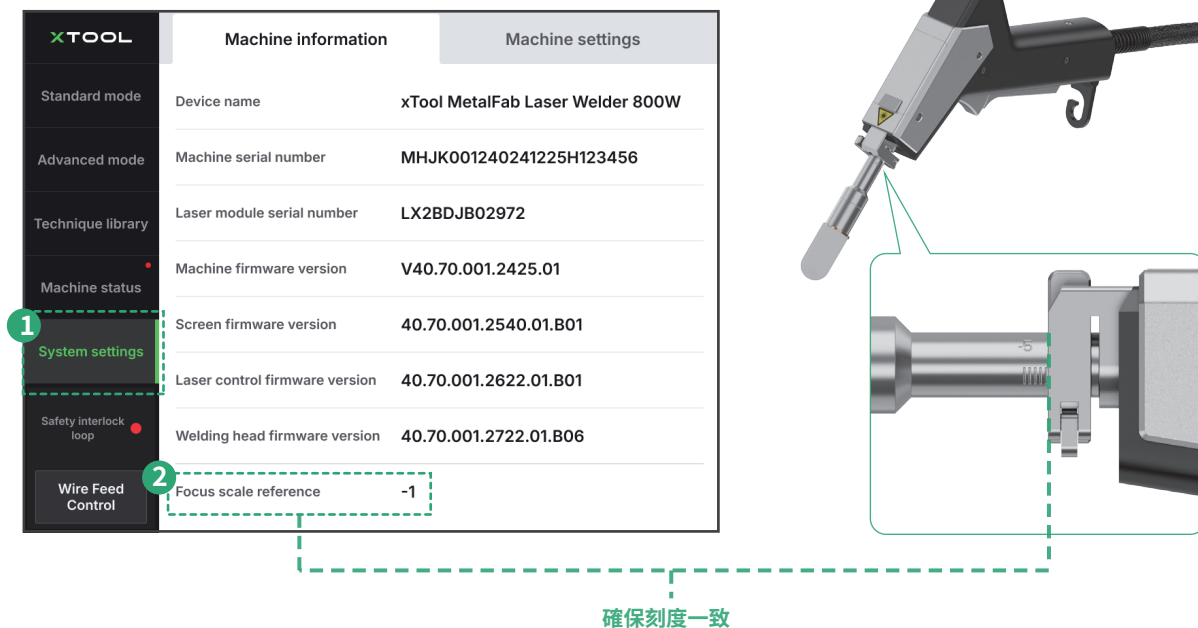 XTOOL
Machine information
Machine settings
Standard mode
Advanced mode
Technique library
Machine status
1
System settings
Safety interlock
loop
Wire Feed
Control
Device name xTool MetalFab Laser Welder 800W
Machine serial number MHJK001240241225H123456
Laser module serial number LX2BDJB02972
Machine firmware version V40.70.001.2425.01
Screen firmware version 40.70.001.2540.01.B01
Laser control firmware version 40.70.001.2622.01.B01
Welding head firmware version 40.70.001.2722.01.B06
2
Focus scale reference -1
-5
確保刻度一致